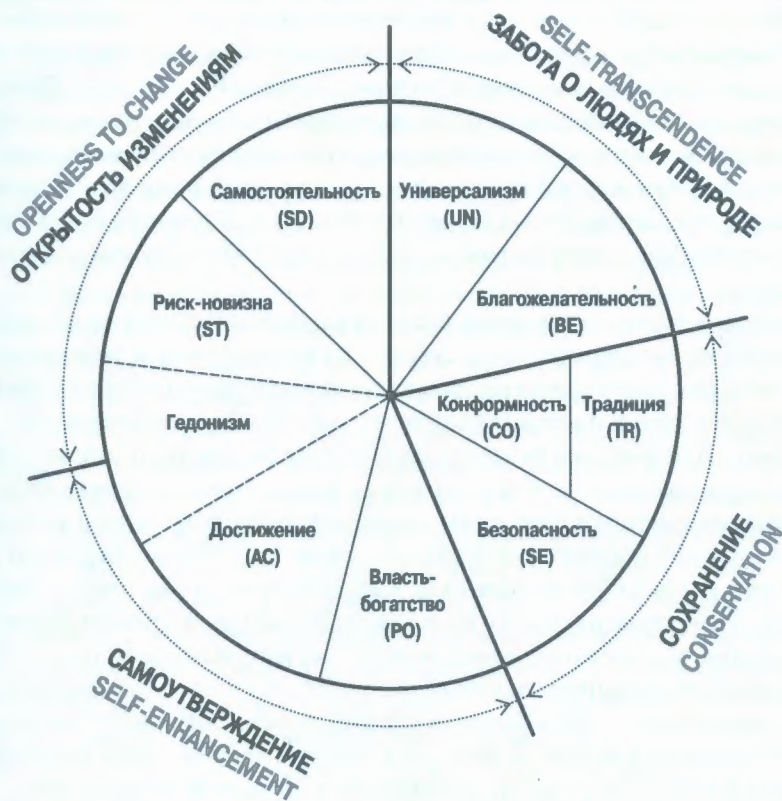 OPENNESS TO CHANGE
ОТКРЫТОСТЬ ИЗМЕНЕНИЯМ
SELF-TRANSCENDENCE
ЗАБОТА О ЛЮДЯХ И ПРИРОДЕ
Самостоятельность
(SD)
Универсализм
(UN)
Риск-новизна
(ST)
Благожелательность
(BE)
Гедонизм
Конформность
(CO)
Традиция
(TR)
Достижение
(AC)
Власть-
богатство
(PO)
Безопасность
(SE)
САМОУТВЕРЖДЕНИЕ
SELF-ENHANCEMENT
СОХРАНЕНИЕ
CONSERVATION